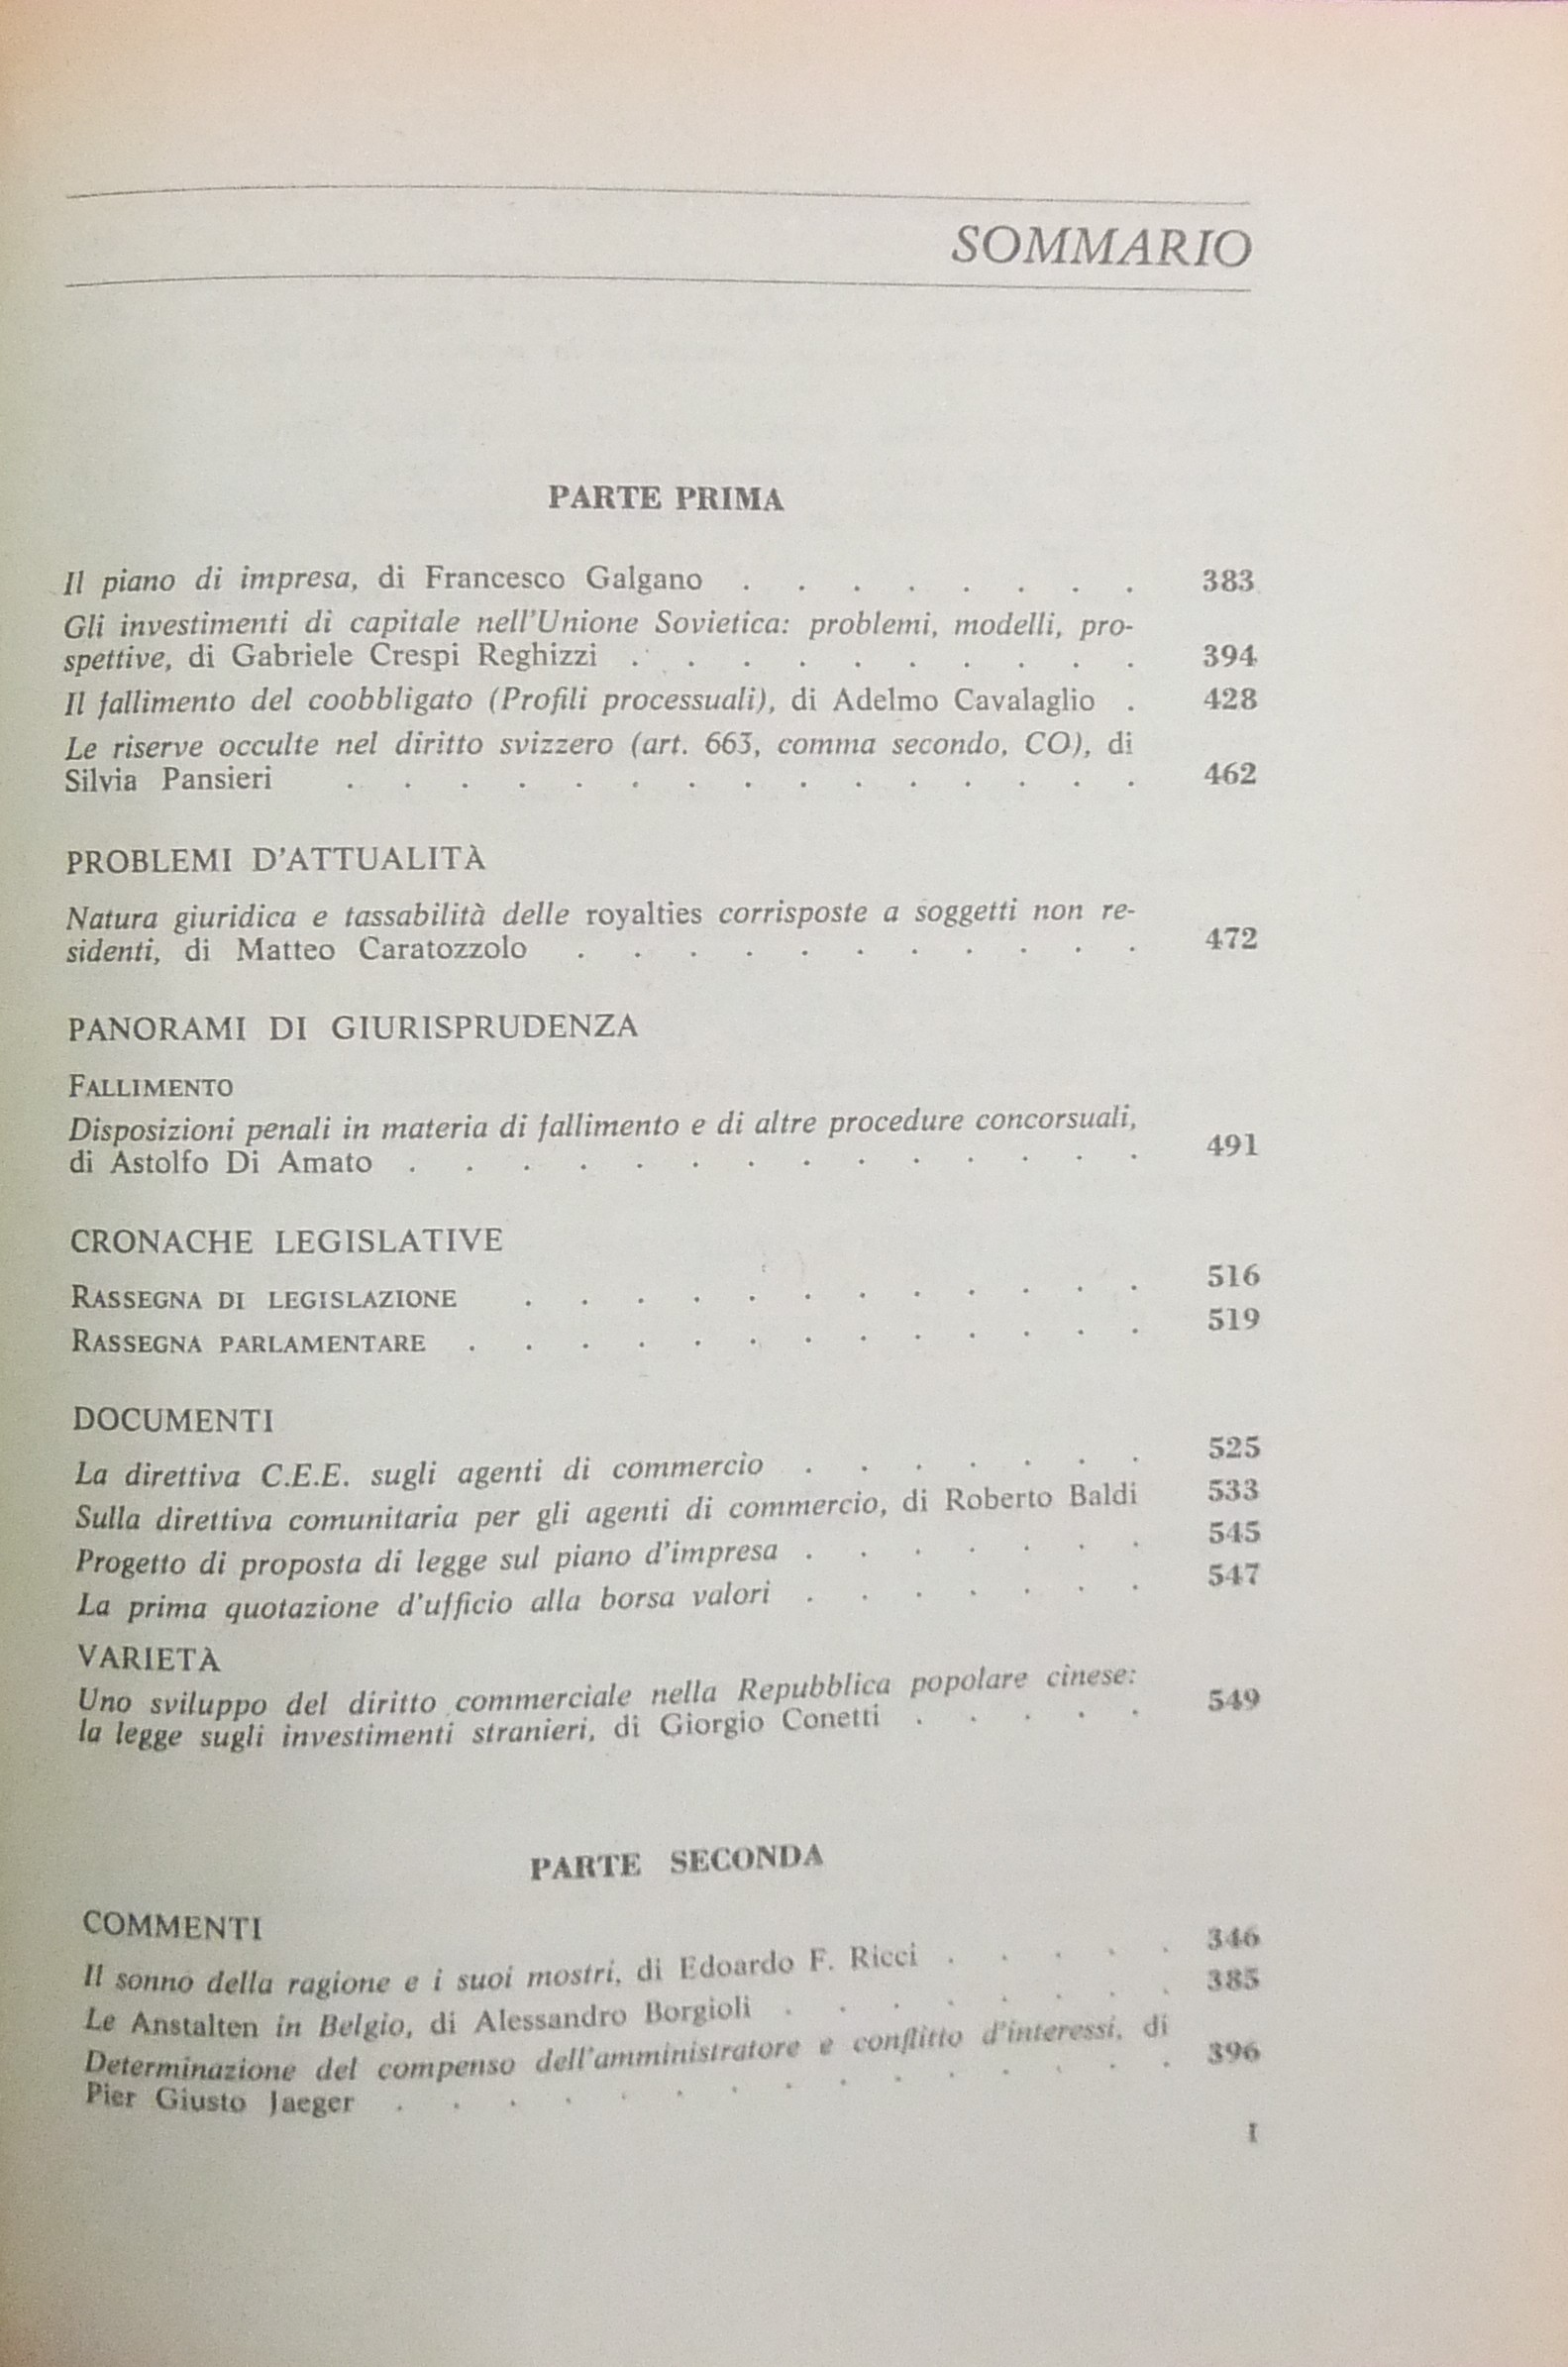 SOMMARIO
PARTE PRIMA
Il piano di impresa, di Francesco Galgano . . . . . . . . 383
Gli investimenti di capitale nell'Unione Sovietica: problemi, modelli, pro-
spettive, di Gabriele Crespi Reghizzi . . . . . . . . . . 394
Il fallimento del coobbligato (Profili processuali), di Adelmo Cavalaglio . 428
Le riserve occulte nel diritto svizzero (art. 663, comma secondo, CO), di
Silvia Pansieri . . . . . . . . . . . . . . . 462
PROBLEMI D'ATTUALITÀ
Natura giuridica e tassabilità delle royalties corrisposte a soggetti non re-
sidenti, di Matteo Caratozzolo . . . . . . . . . . . 472
PANORAMI DI GIURISPRUDENZA
FALLIMENTO
Disposizioni penali in materia di fallimento e di altre procedure concorsuali,
di Astolfo Di Amato . . . . . . . . . . . . . . 491
CRONACHE LEGISLATIVE
RASSEGNA DI LEGISLAZIONE . . . . . . . . . . . . 516
RASSEGNA PARLAMENTARE . . . . . . . . . . . . . 519
DOCUMENTI
La direttiva C.E.E. sugli agenti di commercio . . . . . . . 525
Sulla direttiva comunitaria per gli agenti di commercio, di Roberto Baldi 533
Progetto di proposta di legge sul piano d'impresa . . . . . . . 545
La prima quotazione d'ufficio alla borsa valori . . . . . . . 547
VARIETÀ
Uno sviluppo del diritto commerciale nella Repubblica popolare cinese:
la legge sugli investimenti stranieri, di Giorgio Conetti . . . . . 549
PARTE SECONDA
COMMENTI
Il sonno della ragione e i suoi mostri, di Edoardo F. Ricci . . . . . 346
Le Anstalten in Belgio, di Alessandro Borgioli . . . . . . . . 385
Determinazione del compenso dell'amministratore e conflitto d'interessi, di
Pier Giusto Jaeger . . . . . . . . . . . . . . . 396
I